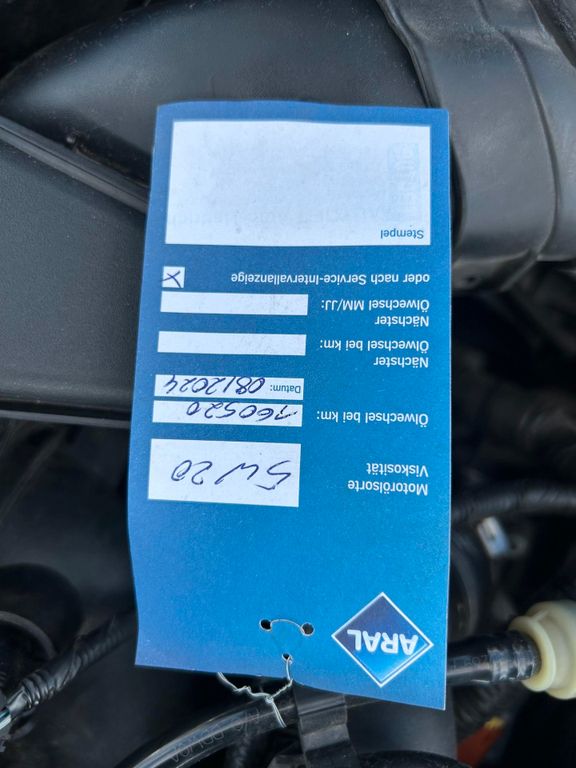 ARAL
Motorölsorte
Viskosität
5W20
Ölwechsel bei km: 160520
Datum: 08/2024
Nächster
Ölwechsel bei km:
Nächster
Ölwechsel MM/JJ:
oder nach Service-Intervallanzeige X
Stempel